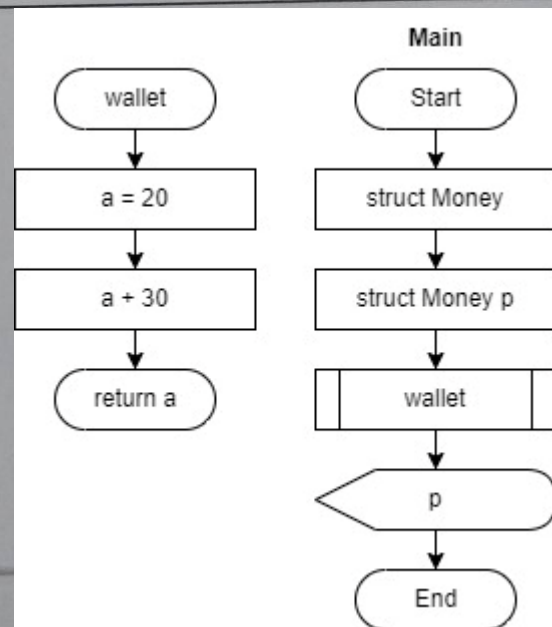 wallet
a = 20
a + 30
return a
Main
Start
struct Money
struct Money p
wallet
p
End